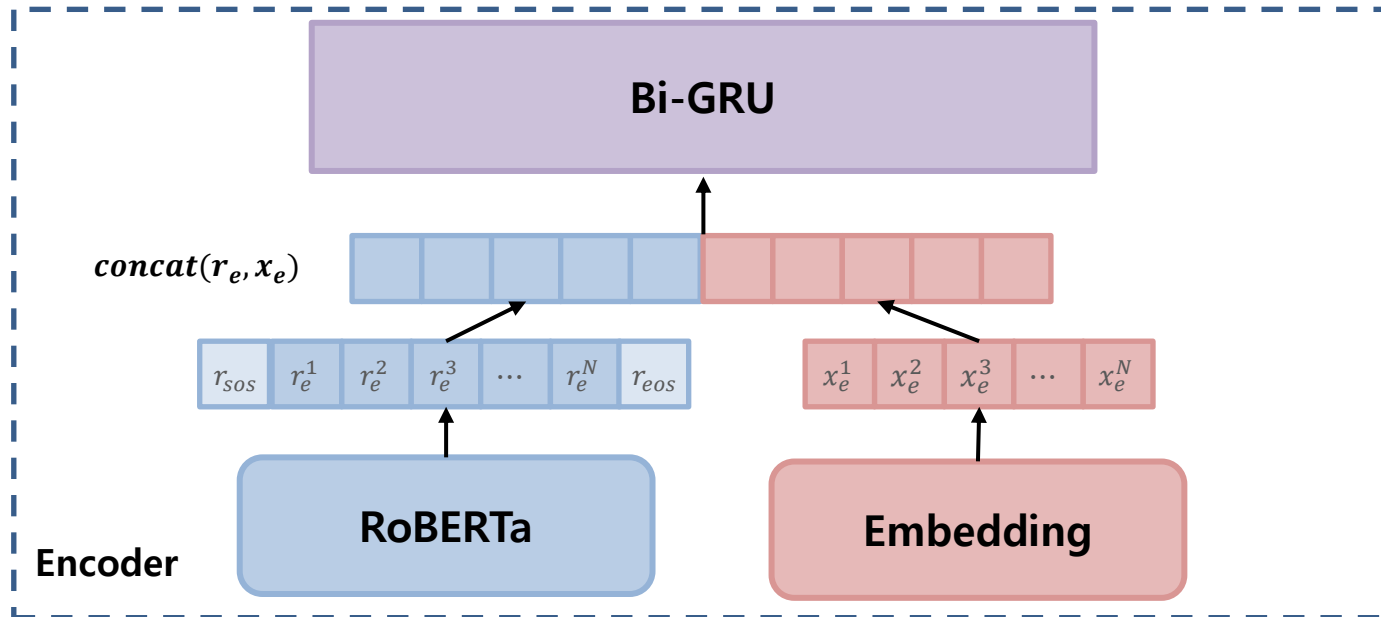 Bi-GRU
concat(r_e, x_e)
r_sos r_e^1 r_e^2 r_e^3 ⋯ r_e^N r_eos
x_e^1 x_e^2 x_e^3 ⋯ x_e^N
RoBERTa
Embedding
Encoder